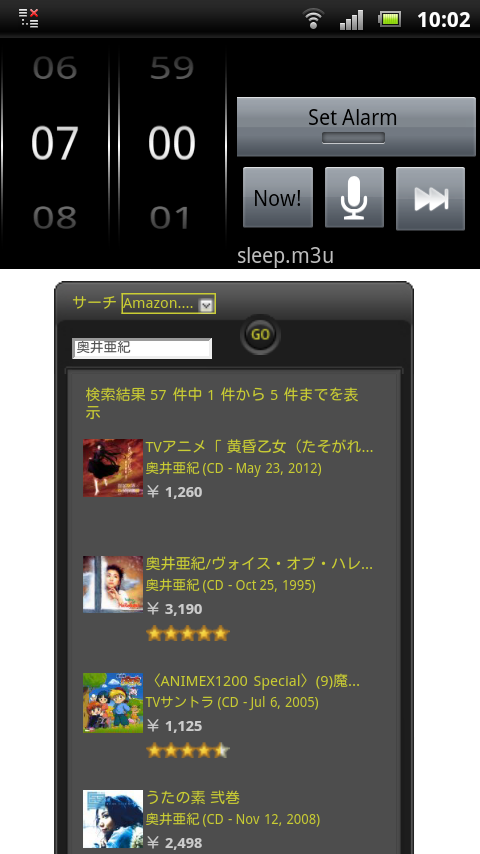 10:02
06 59
07 00
08 01
Set Alarm
Now!
sleep.m3u
サーチ Amazon....
奥井亜紀
GO
検索結果 57 件中 1 件から 5 件までを表
示
TVアニメ「 黄昏乙女（たそがれ...
奥井亜紀 (CD - May 23, 2012)
￥ 1,260
奥井亜紀/ヴォイス・オブ・ハレ...
奥井亜紀 (CD - Oct 25, 1995)
￥ 3,190
〈ANIMEX1200 Special〉(9)魔...
TVサントラ (CD - Jul 6, 2005)
￥ 1,125
うたの素 弐巻
奥井亜紀 (CD - Nov 12, 2008)
￥ 2,498